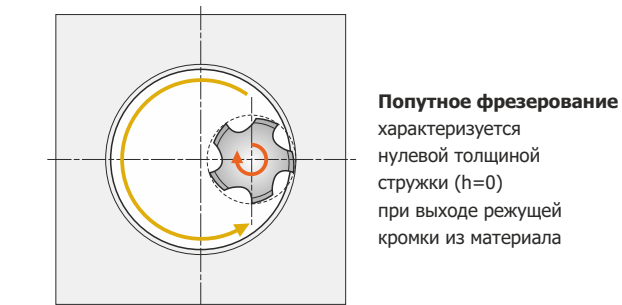 Попутное фрезерование
характеризуется
нулевой толщиной
стружки (h=0)
при выходе режущей
кромки из материала